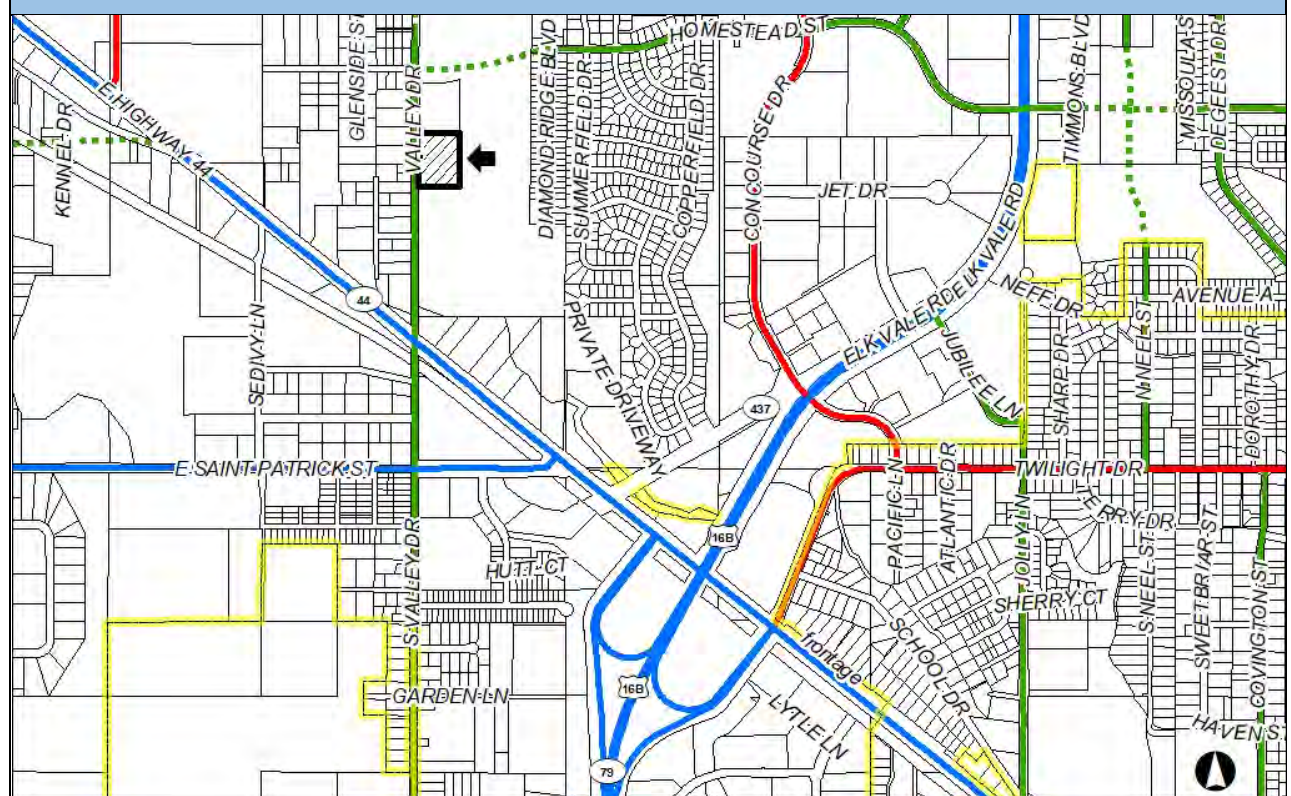 HOMESTEAD ST
GLENSIDE ST
VALLEY DR
DIAMOND RIDGE BLVD
SUMMERFIELD DR
COPPERFIELD DR
CONCOURSE DR
TIMMONS BLVD
MISSOULA S
DEGEEST DR
E HIGHWAY 44
KENNEL DR
JET DR
ELK VALE RD
ELK VALE RD
NEFF DR
AVENUE A
44
SEDIVY LN
PRIVATE DRIVEWAY
JUBILEE LN
SHARP DR
N NEEL ST
DOROTHY DR
437
E SAINT PATRICK ST
TWILIGHT DR
PACIFIC LN
ATLANTIC DR
TERRY DR
S VALLEY DR
16B
HUTT CT
JOLLY LN
SHERRY CT
S NEEL ST
SWEETBRIAR ST
COVINGTON ST
SCHOOL DR
frontage
16B
GARDEN LN
LYTLE LN
HAVEN ST
79